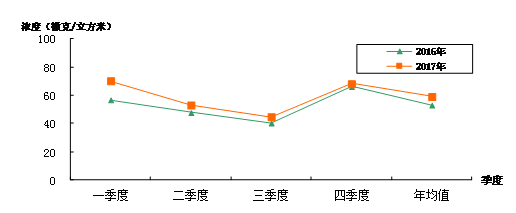 浓度（微克/立方米）
100
80
60
40
20
0
2016年
2017年
一季度
二季度
三季度
四季度
年均值
季度